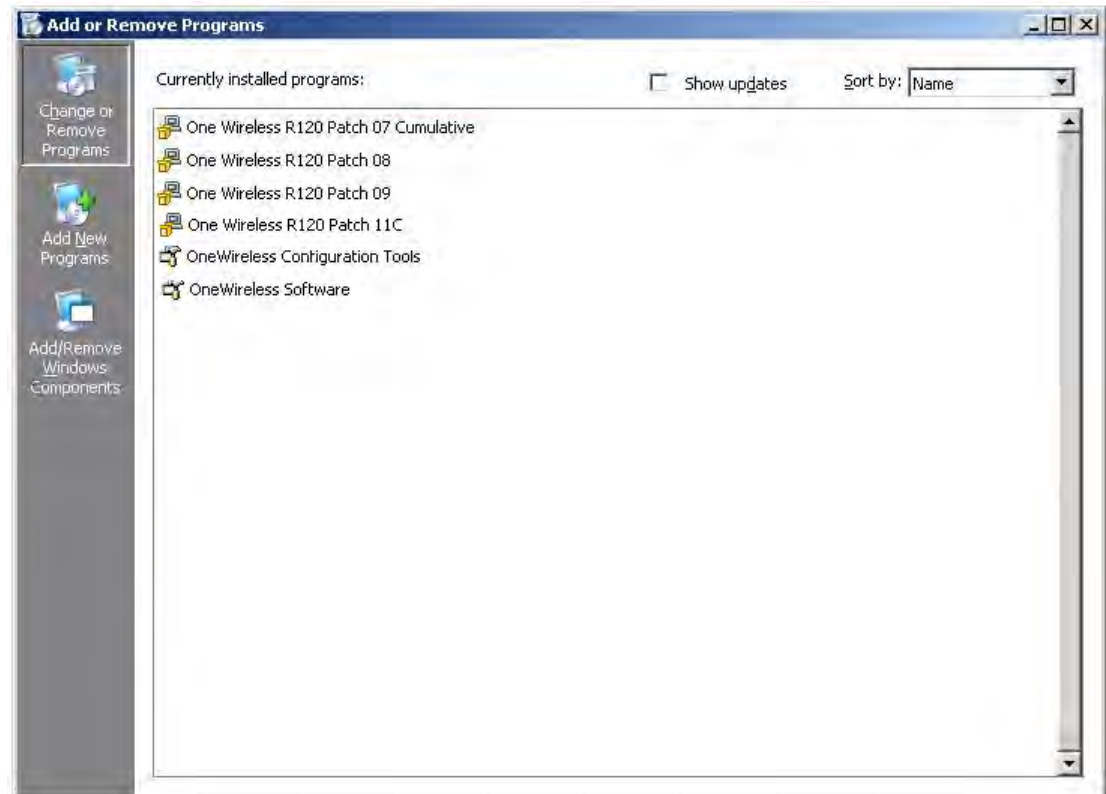 Add or Remove Programs
Change or
Remove
Programs
Add New
Programs
Add/Remove
Windows
Components
Currently installed programs:
Show updates
Sort by: Name
One Wireless R120 Patch 07 Cumulative
One Wireless R120 Patch 08
One Wireless R120 Patch 09
One Wireless R120 Patch 11C
OneWireless Configuration Tools
OneWireless Software